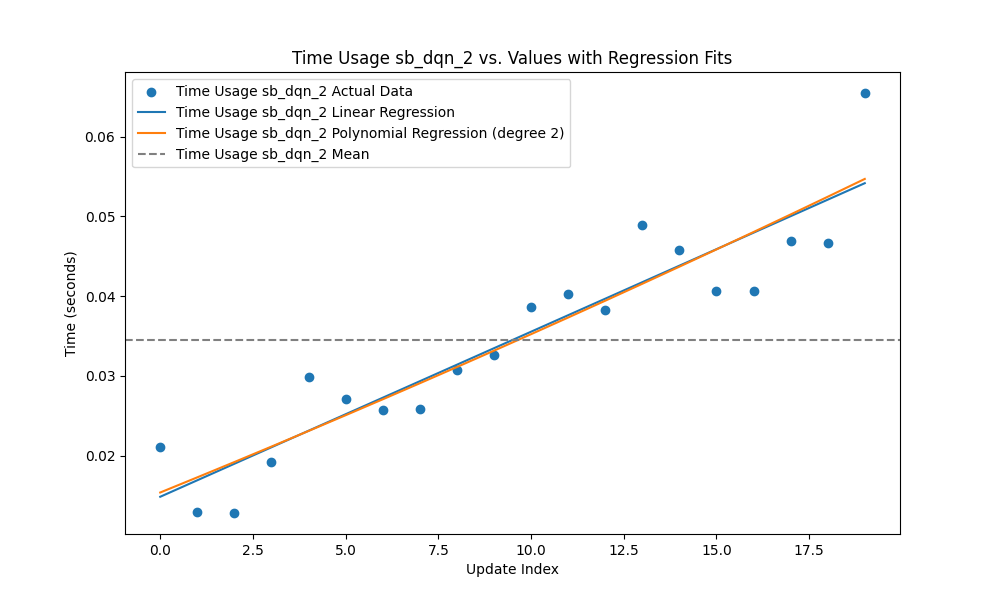 Time Usage sb_dqn_2 vs. Values with Regression Fits
Time Usage sb_dqn_2 Actual Data
Time Usage sb_dqn_2 Linear Regression
Time Usage sb_dqn_2 Polynomial Regression (degree 2)
Time Usage sb_dqn_2 Mean
Time (seconds)
0.06
0.05
0.04
0.03
0.02
0.0 2.5 5.0 7.5 10.0 12.5 15.0 17.5
Update Index